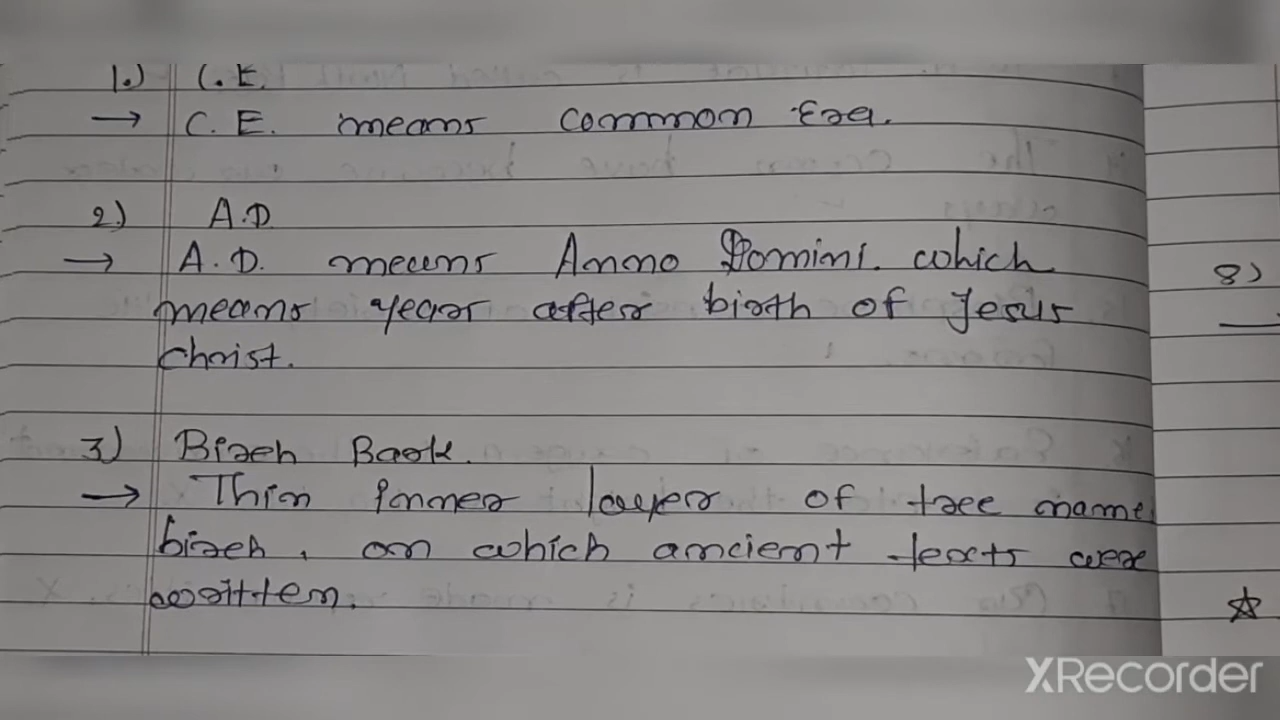 1.) C.E.
→ C.E. means common Era.
2.) A.D.
→ A.D. means Anno Domini. which
means year after birth of Jesus
christ.
3) Birch Bark.
→ Thin inner layer of tree name
birch, on which ancient texts were
written.
8)
☆
XRecorder